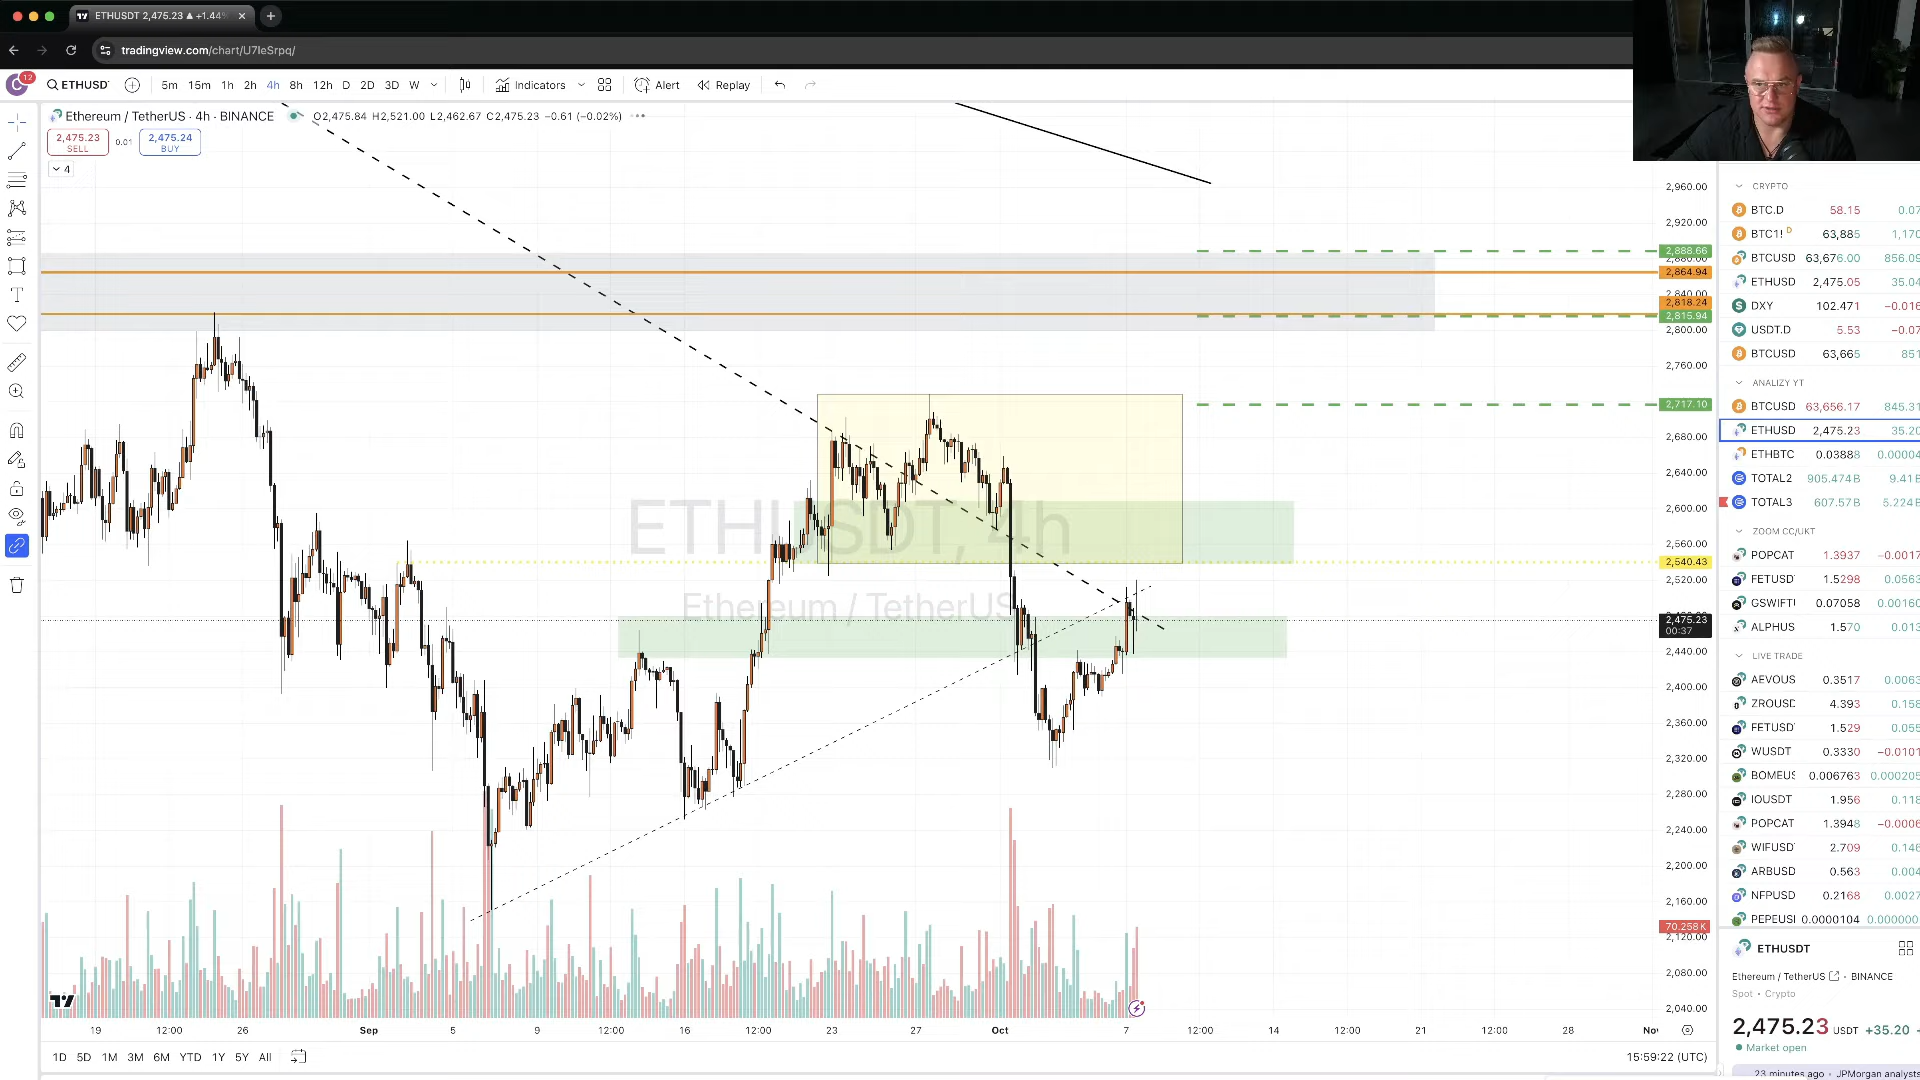 ETHUSDT 2,475.23 ▲ +1.44%
tradingview.com/chart/U7IeSrpq/
12
ETHUSD
5m 15m 1h 2h 4h 8h 12h D 2D 3D W
Indicators
Alert
Replay
Ethereum / TetherUS · 4h · BINANCE
O2,475.84 H2,521.00 L2,462.67 C2,475.23 −0.61 (−0.02%)
2,475.23
SELL
0.01
2,475.24
BUY
4
ETHUSDT, 4h
Ethereum / TetherUS
2,960.00
2,920.00
2,888.66
2,880.00
2,864.94
2,840.00
2,818.24
2,815.94
2,800.00
2,760.00
2,717.10
2,680.00
2,640.00
2,600.00
2,560.00
2,540.43
2,520.00
2,475.23
00:37
2,440.00
2,400.00
2,360.00
2,320.00
2,280.00
2,240.00
2,200.00
2,160.00
70.258K
2,120.00
2,080.00
2,040.00
19 12:00 26 Sep 5 9 12:00 16 12:00 23 27 Oct 7 12:00 14 12:00 21 12:00 28 Nov
1D 5D 1M 3M 6M YTD 1Y 5Y All
15:59:22 (UTC)
CRYPTO
BTC.D 58.15 0.07
BTC1! D 63,885 1,170
BTCUSD 63,676.00 856.09
ETHUSD 2,475.05 35.04
DXY 102.471 −0.016
USDT.D 5.53 −0.07
BTCUSD 63,665 851
ANALIZY YT
BTCUSD 63,656.17 845.31
ETHUSD 2,475.23 35.20
ETHBTC 0.03888 0.00004
TOTAL2 905.474B 9.41B
TOTAL3 607.57B 5.224B
ZOOM CC/UKT
POPCAT 1.3937 −0.0017
FETUSD 1.5298 0.0563
GSWIFT 0.07058 0.00160
ALPHUS 1.570 0.013
LIVE TRADE
AEVOUS 0.3517 0.0063
ZROUSD 4.393 0.158
FETUSD 1.529 0.055
WUSDT 0.3330 −0.0101
BOMEUS 0.006763 0.000205
IOUSDT 1.956 0.118
POPCAT 1.3948 −0.0006
WIFUSD 2.709 0.146
ARBUSD 0.563 0.004
NFPUSD 0.2168 0.0027
PEPEUS 0.0000104 0.000000
ETHUSDT
Ethereum / TetherUS · BINANCE
Spot · Crypto
2,475.23 USDT +35.20
Market open
23 minutes ago · JPMorgan analysts